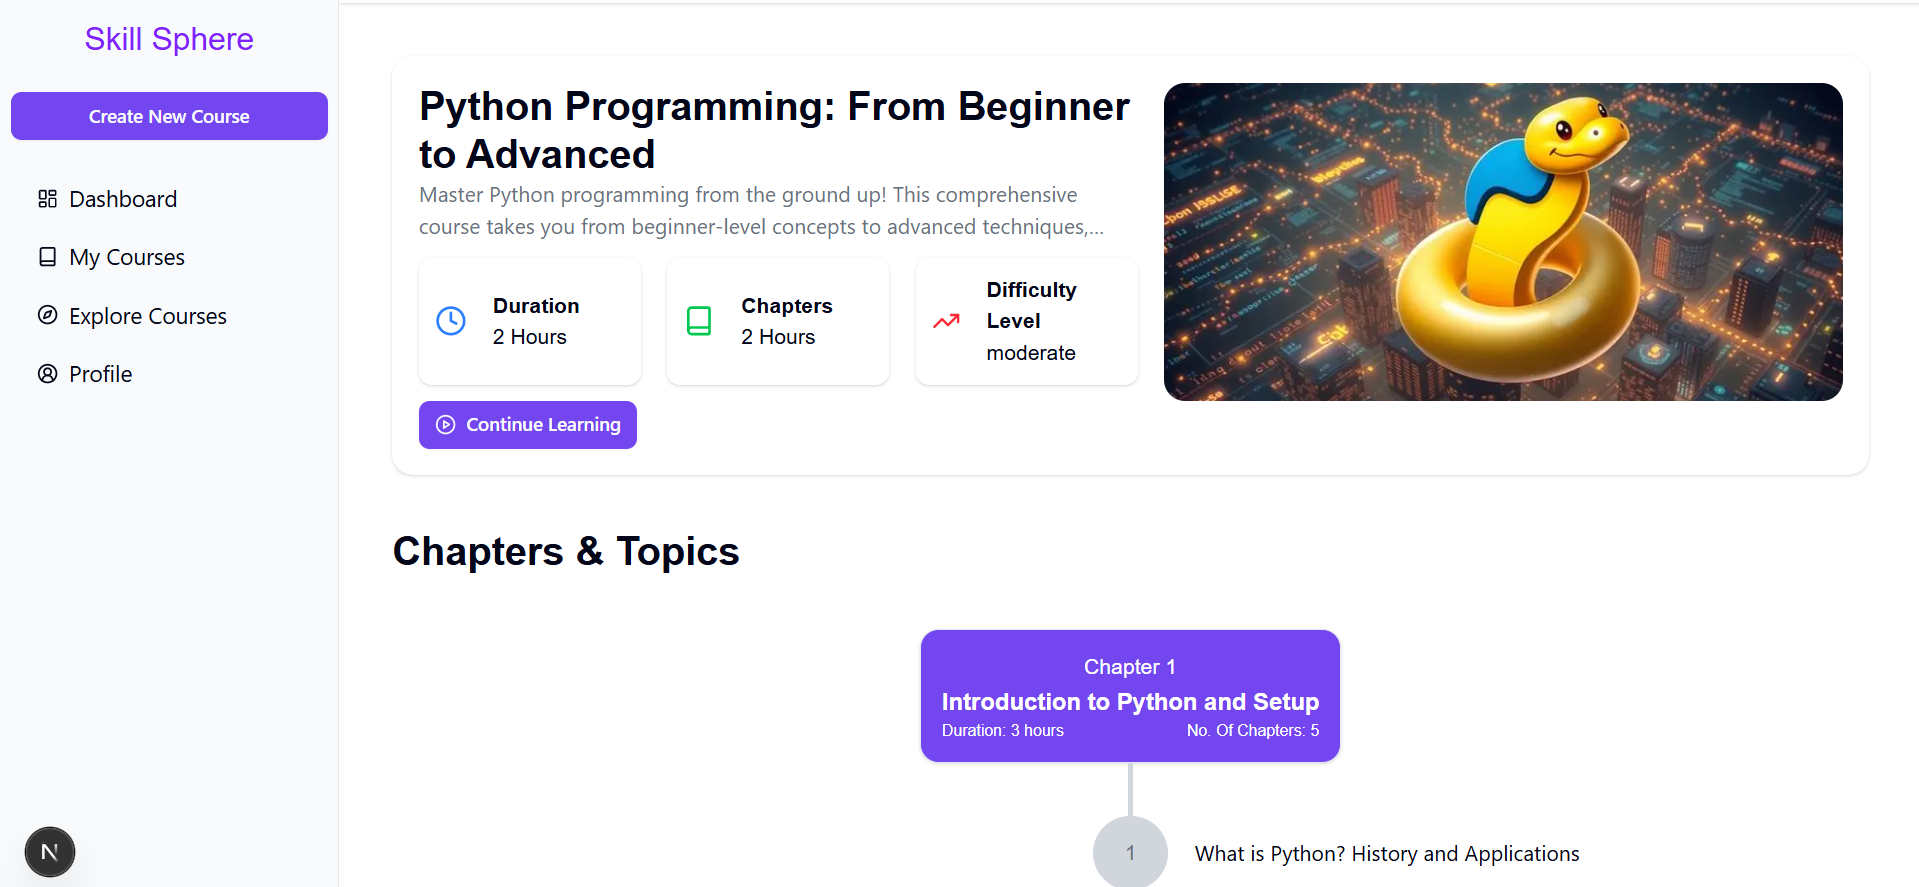 Skill Sphere
Create New Course
Dashboard
My Courses
Explore Courses
Profile
N
Python Programming: From Beginner
to Advanced
Master Python programming from the ground up! This comprehensive
course takes you from beginner-level concepts to advanced techniques,...
Duration
2 Hours
Chapters
2 Hours
Difficulty
Level
moderate
Continue Learning
Chapters & Topics
Chapter 1
Introduction to Python and Setup
Duration: 3 hours
No. Of Chapters: 5
1
What is Python? History and Applications